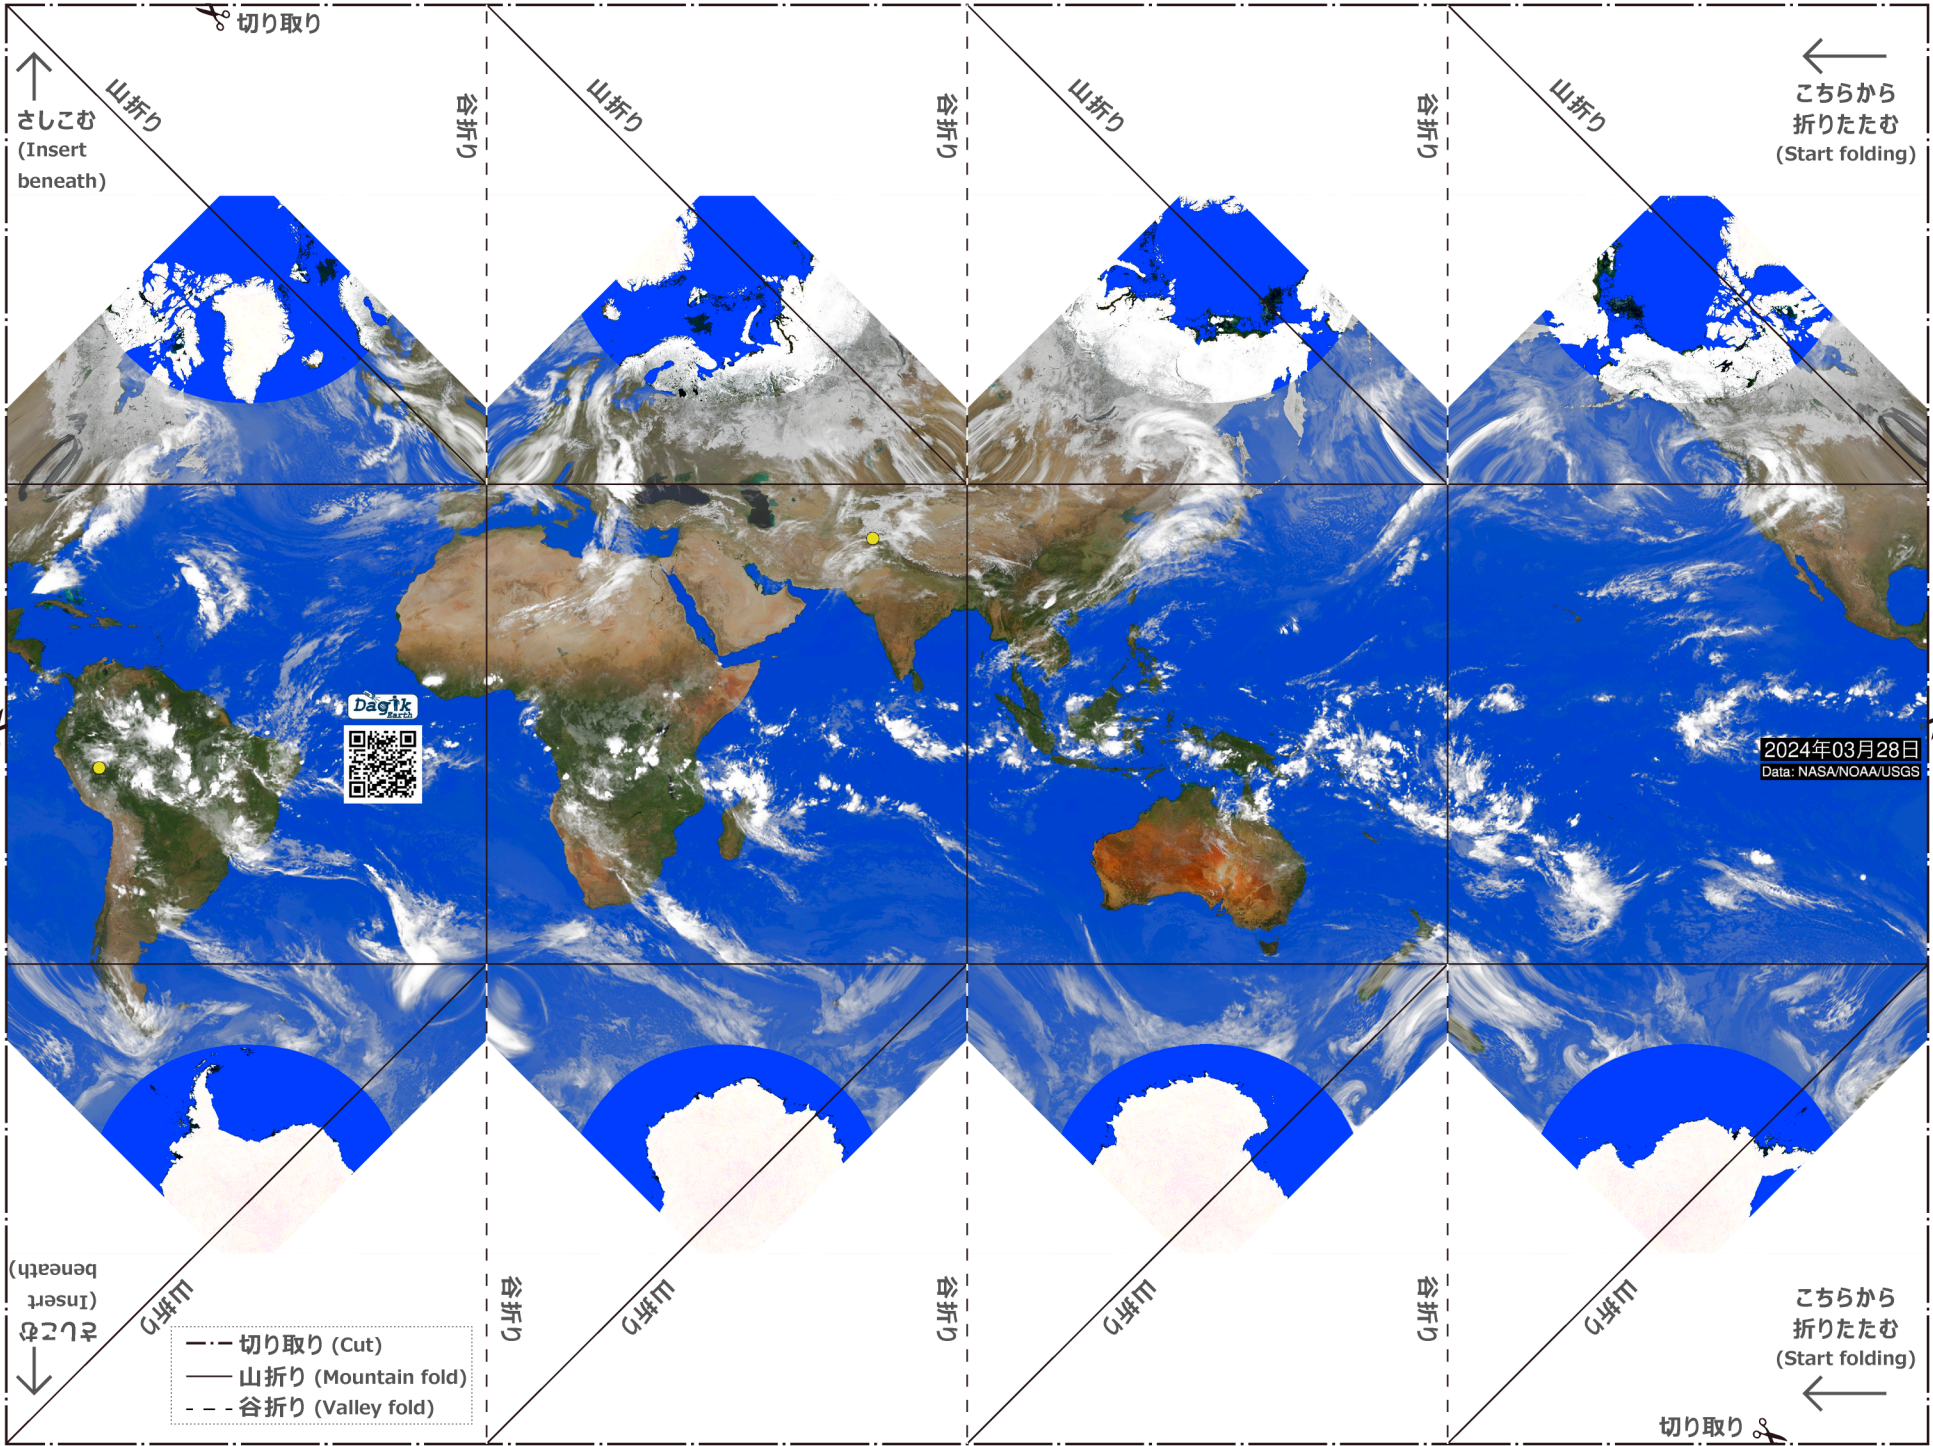 切り取り
山折り
谷折り
山折り
谷折り
山折り
谷折り
山折り
さしこむ
(Insert
beneath)
こちらから
折りたたむ
(Start folding)
Dagik
Earth
2024年03月28日
Data: NASA/NOAA/USGS
さしこむ
(Insert
beneath)
山折り
谷折り
山折り
谷折り
山折り
谷折り
山折り
こちらから
折りたたむ
(Start folding)
切り取り (Cut)
山折り (Mountain fold)
谷折り (Valley fold)
切り取り